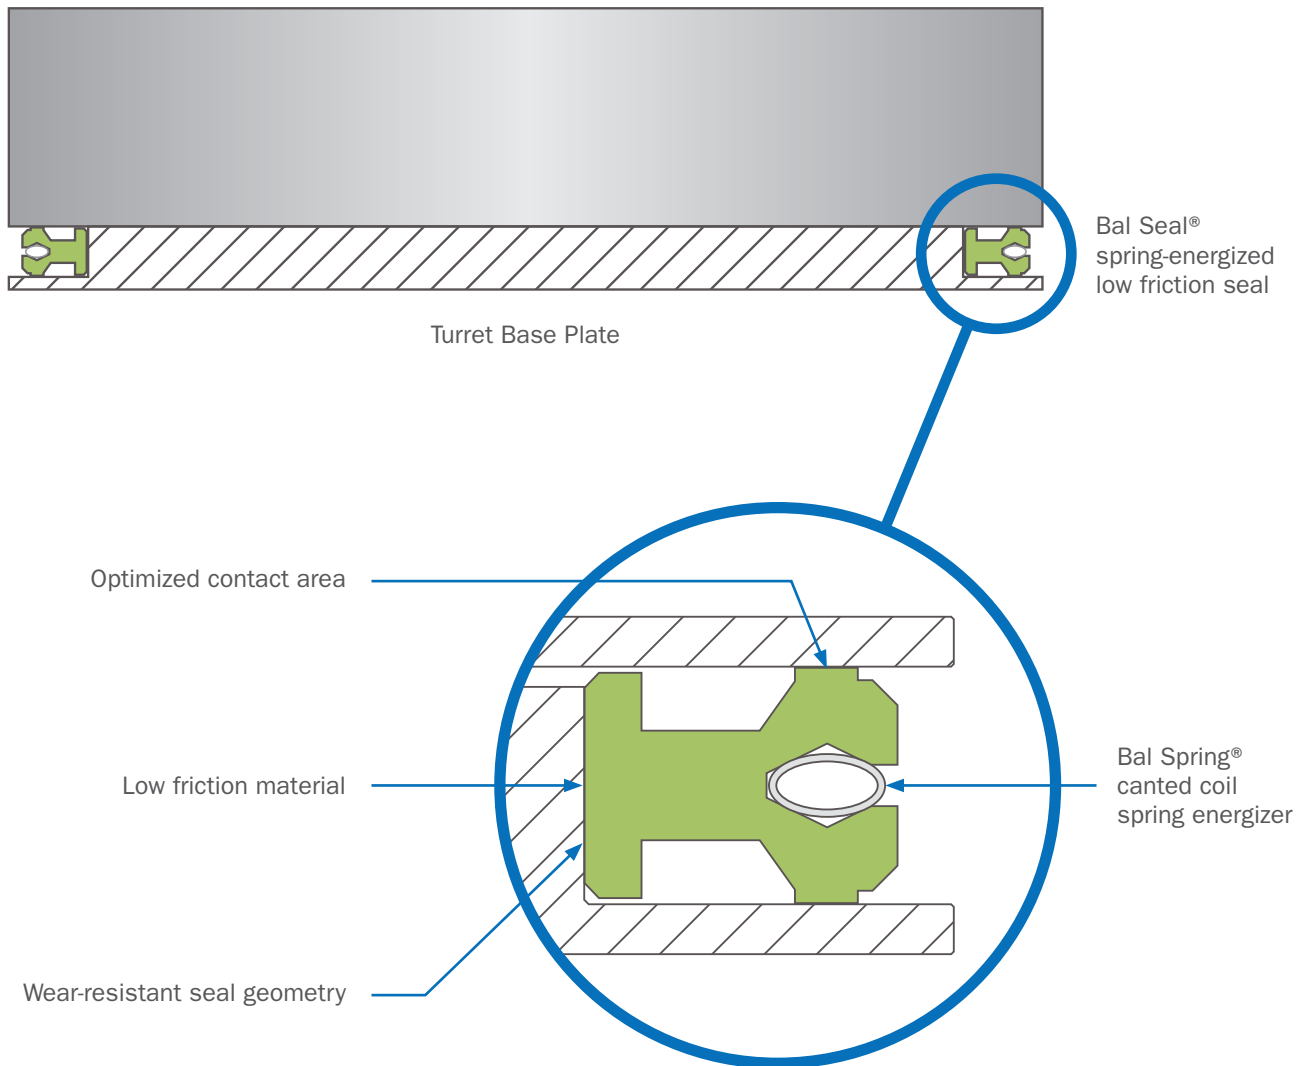 Bal Seal®
spring-energized
low friction seal
Turret Base Plate
Optimized contact area
Low friction material
Bal Spring®
canted coil
spring energizer
Wear-resistant seal geometry